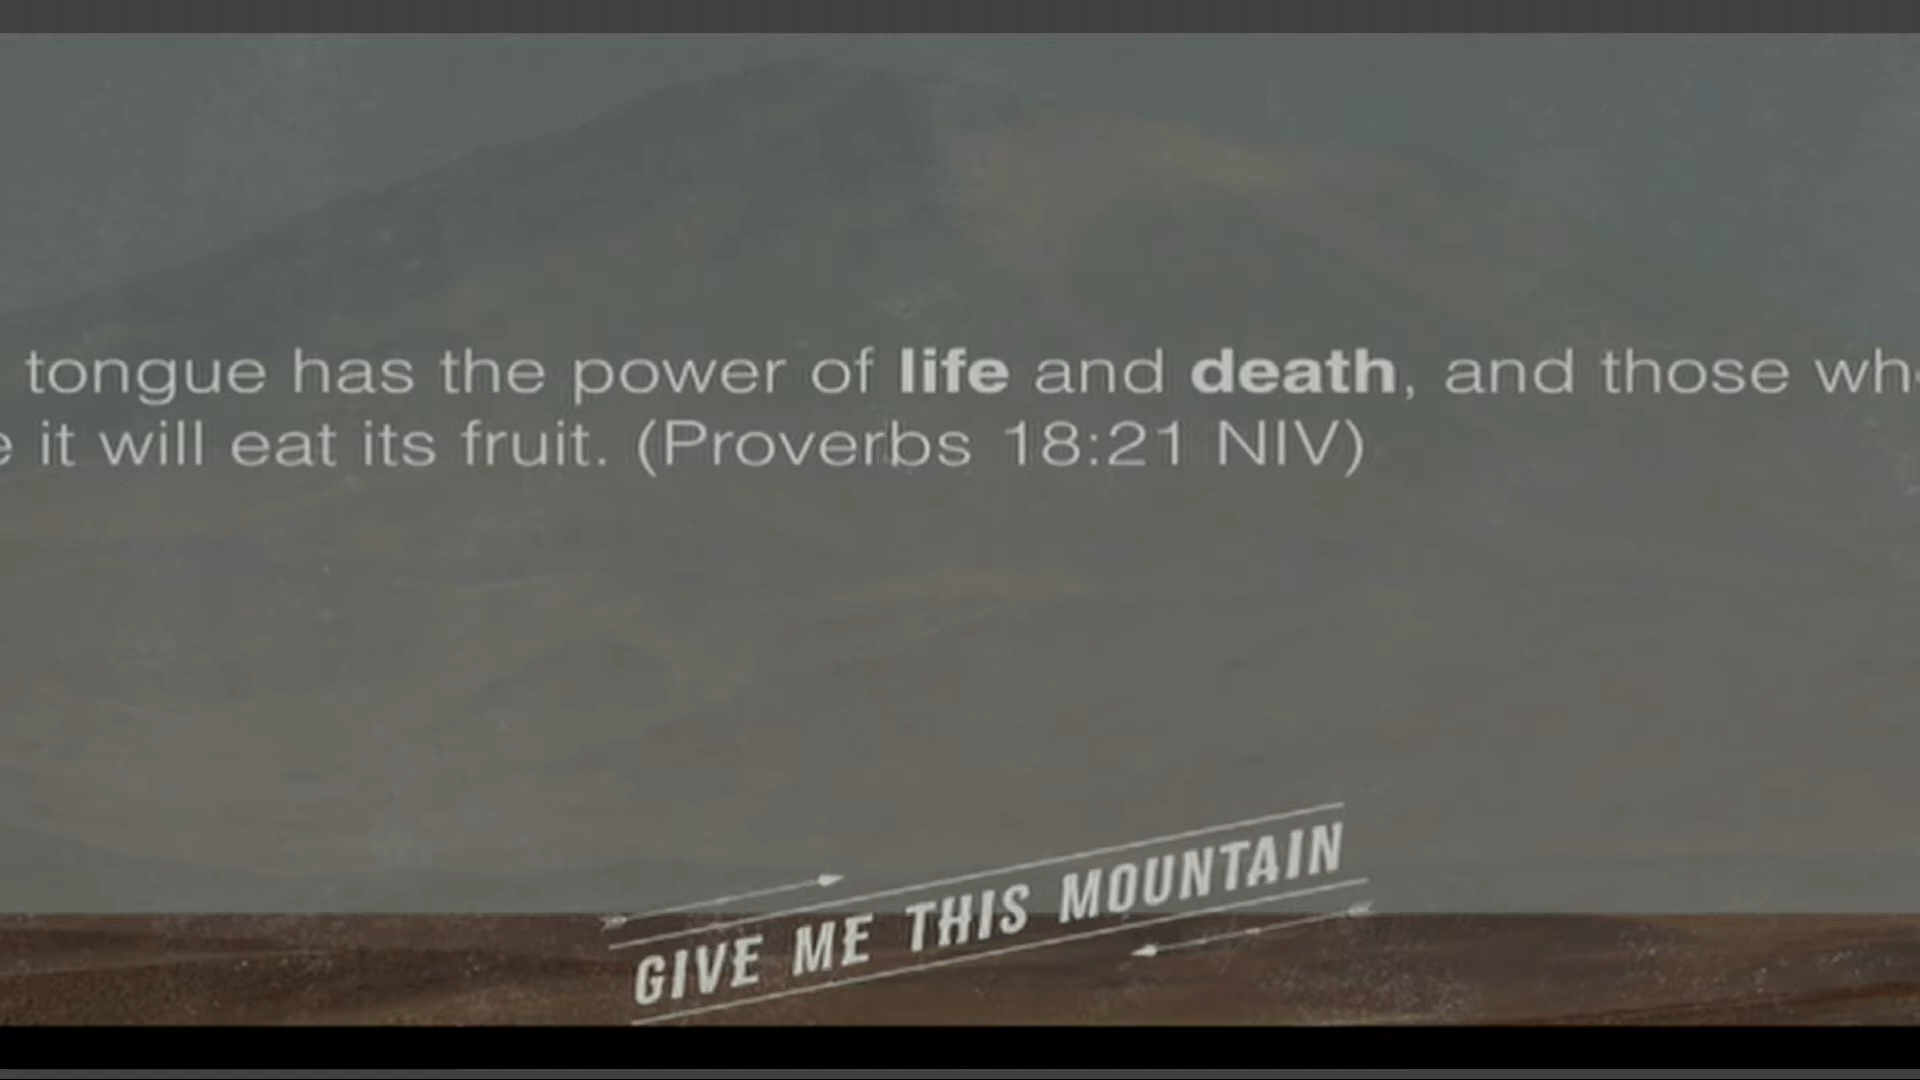 tongue has the power of life and death, and those who
e it will eat its fruit. (Proverbs 18:21 NIV)
GIVE ME THIS MOUNTAIN